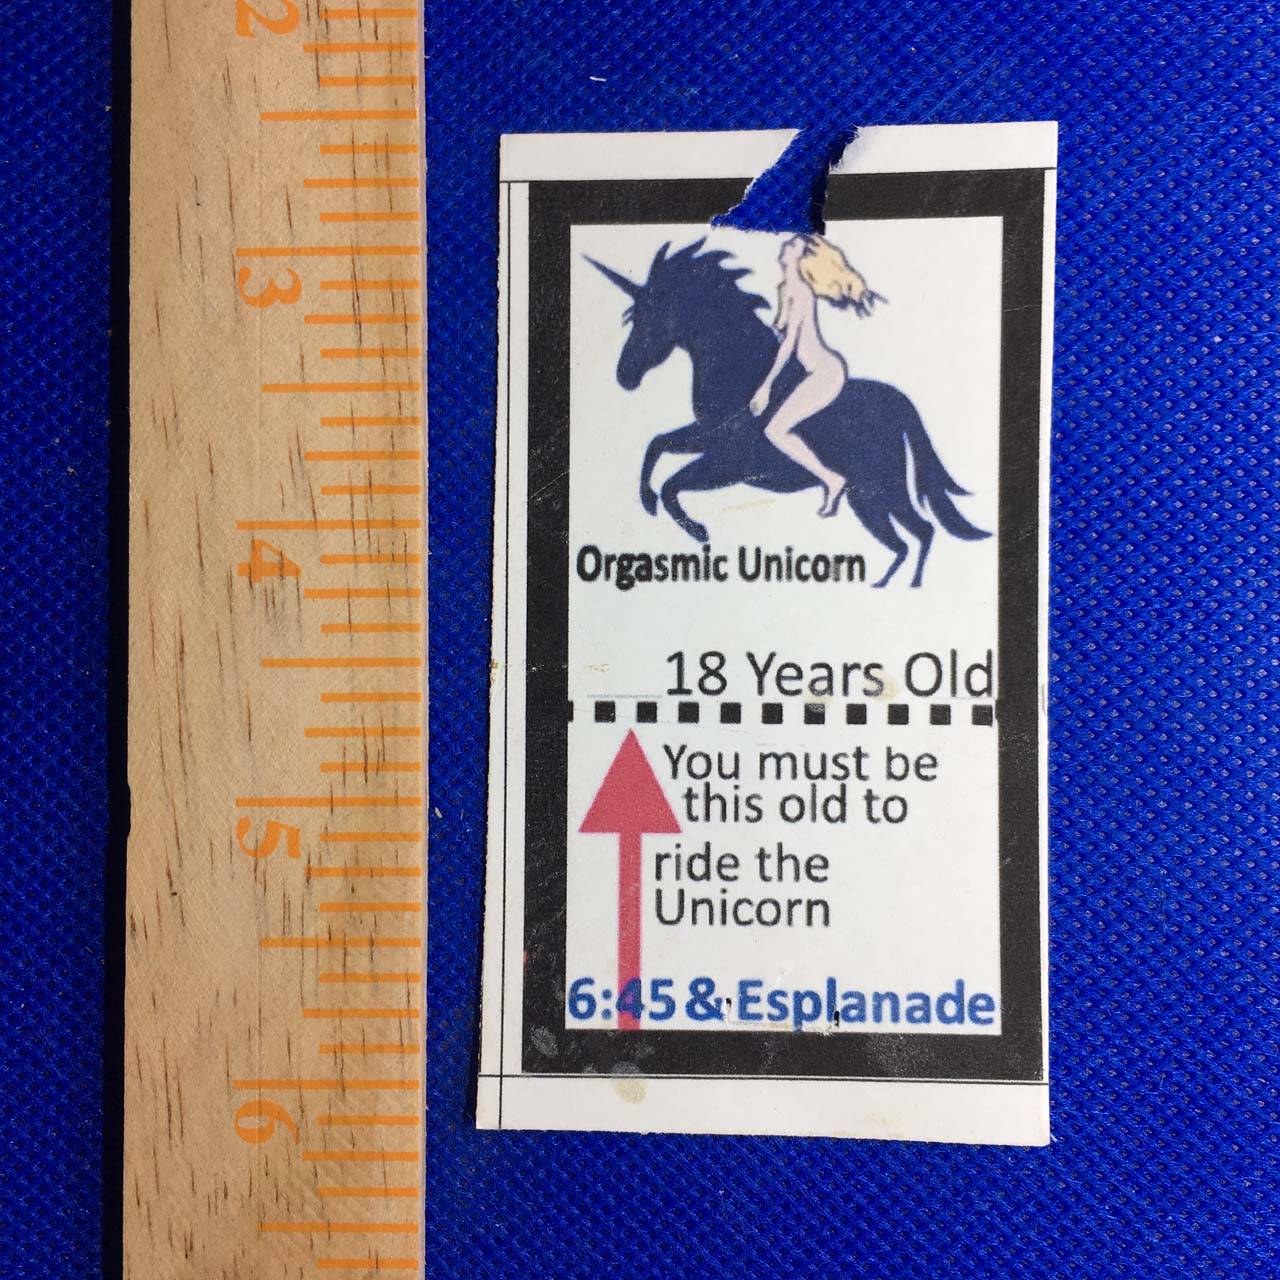 2
3
4
5
6
Orgasmic Unicorn
18 Years Old
You must be
this old to
ride the
Unicorn
6:45 & Esplanade